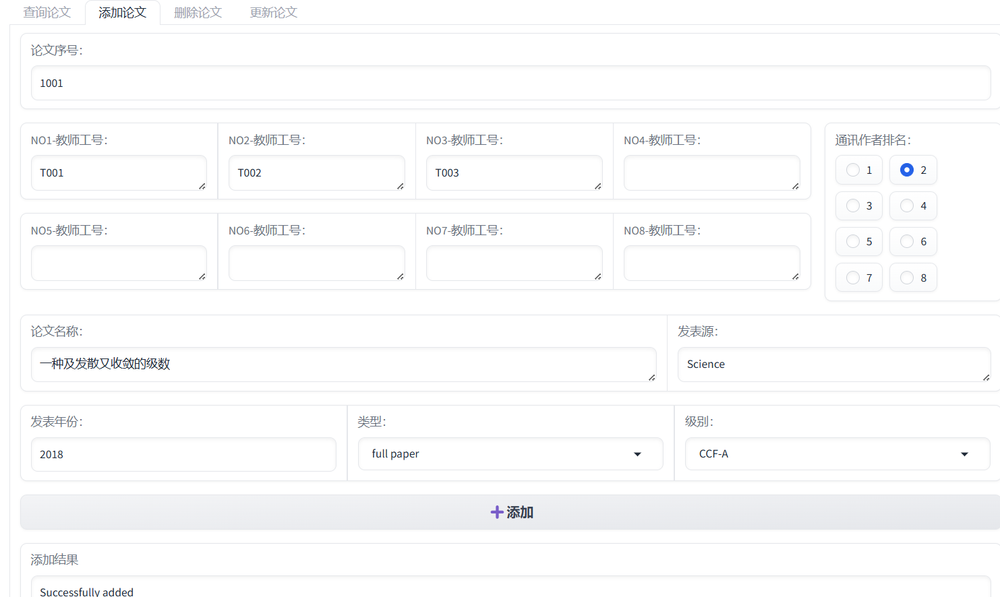 查询论文 添加论文 删除论文 更新论文
论文序号：
1001
NO1-教师工号： NO2-教师工号： NO3-教师工号： NO4-教师工号： 通讯作者排名：
T001 T002 T003
1 2
3 4
NO5-教师工号： NO6-教师工号： NO7-教师工号： NO8-教师工号：
5 6
7 8
论文名称： 发表源：
一种及发散又收敛的级数 Science
发表年份： 类型： 级别：
2018 full paper CCF-A
添加
添加结果
Successfully added